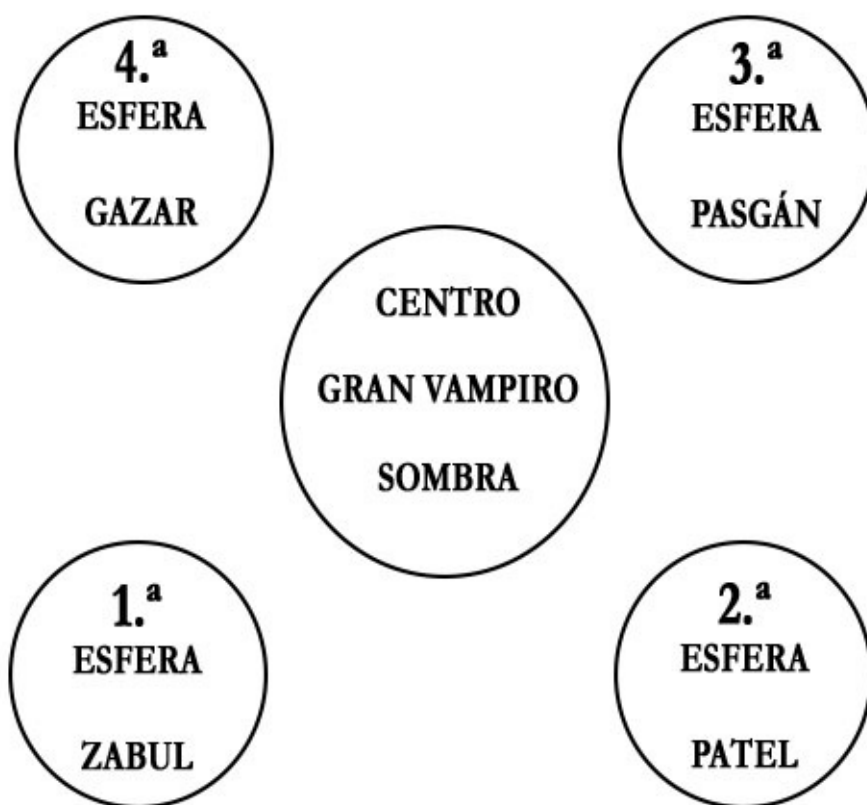 4.ª
ESFERA
GAZAR
3.ª
ESFERA
PASGÁN
CENTRO
GRAN VAMPIRO
SOMBRA
1.ª
ESFERA
ZABUL
2.ª
ESFERA
PATEL